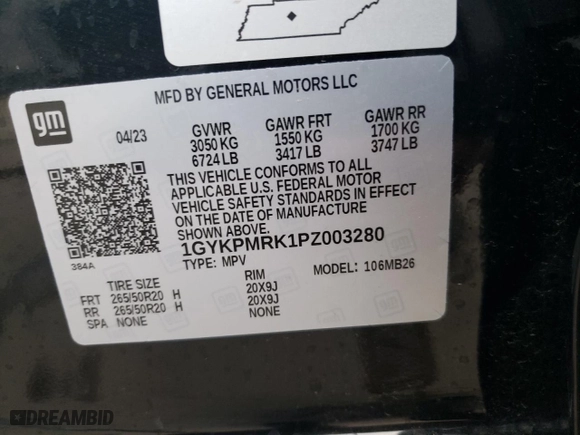 MFD BY GENERAL MOTORS LLC
gm
04/23 GVWR GAWR FRT GAWR RR
3050 KG 1550 KG 1700 KG
6724 LB 3417 LB 3747 LB
THIS VEHICLE CONFORMS TO ALL
APPLICABLE U.S. FEDERAL MOTOR
VEHICLE SAFETY STANDARDS IN EFFECT
ON THE DATE OF MANUFACTURE
SHOWN ABOVE.
1GYKPMRK1PZ003280
384A
TYPE: MPV MODEL: 106MB26
TIRE SIZE RIM
FRT 265/50R20 H 20X9J
RR 265/50R20 H 20X9J
SPA NONE NONE
DREAMBID